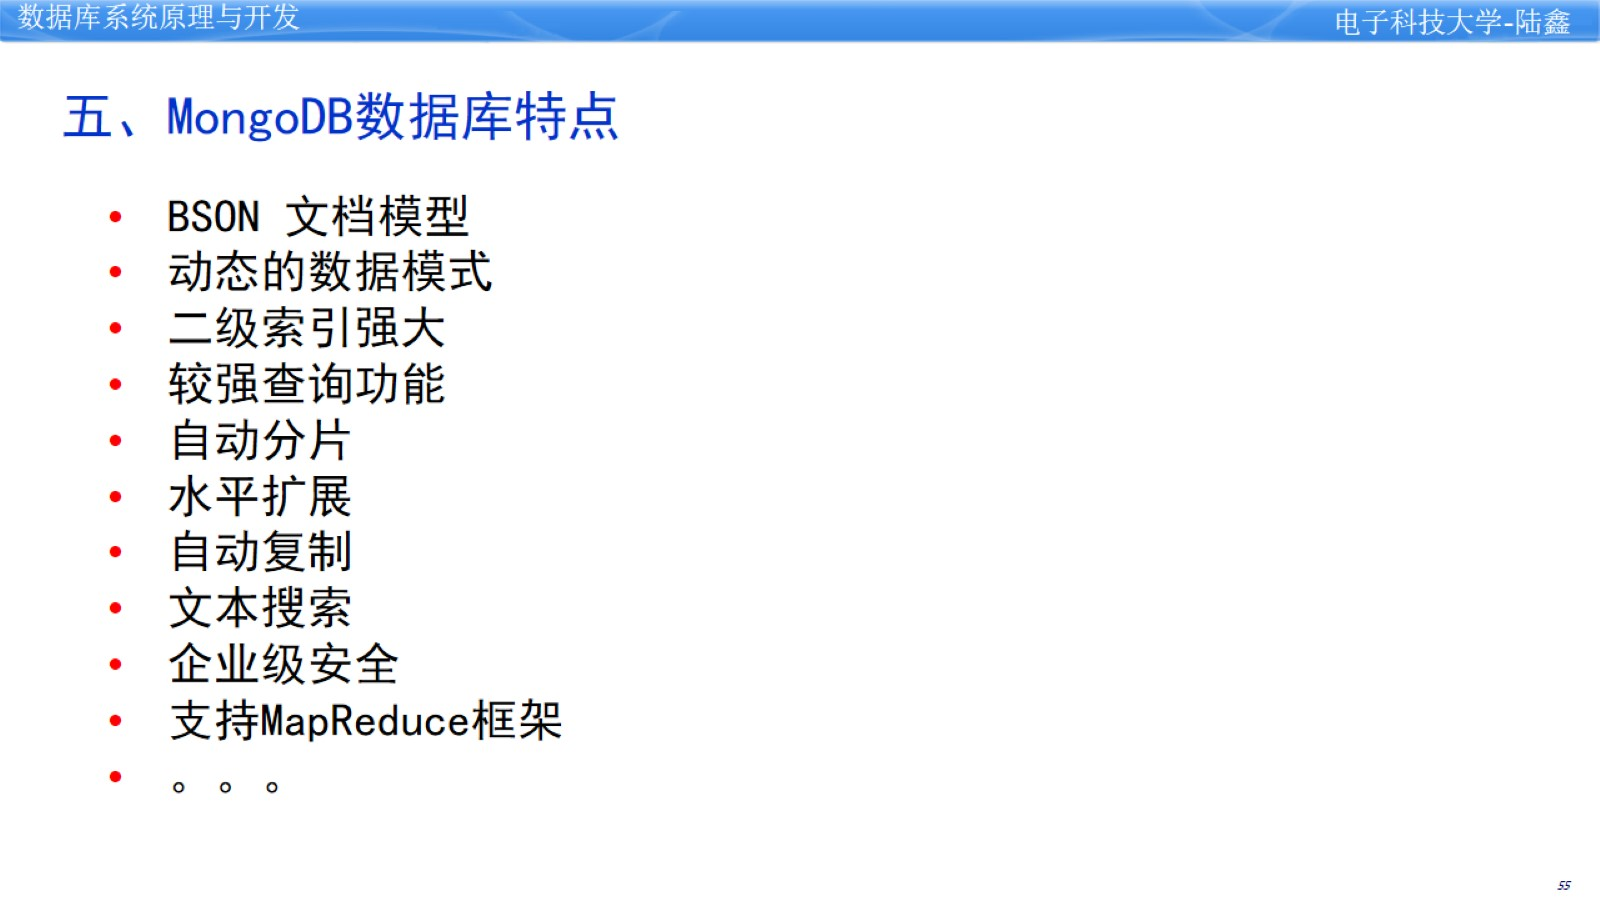 数据库系统原理与开发
电子科技大学-陆鑫
五、MongoDB数据库特点
• BSON 文档模型
• 动态的数据模式
• 二级索引强大
• 较强查询功能
• 自动分片
• 水平扩展
• 自动复制
• 文本搜索
• 企业级安全
• 支持MapReduce框架
• 。。。
55